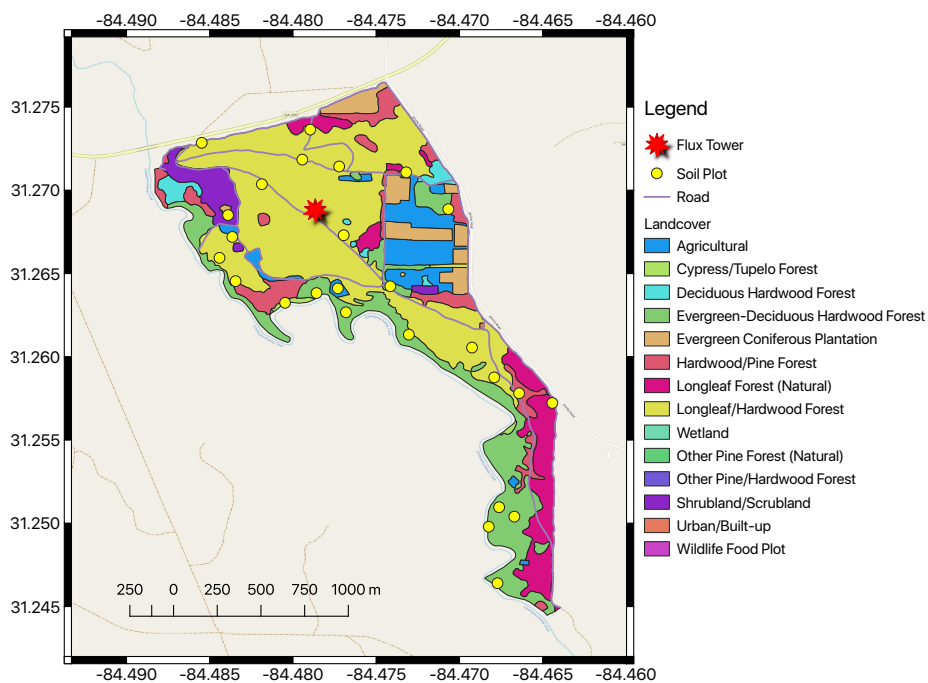 -84.490 -84.485 -84.480 -84.475 -84.470 -84.465 -84.460
31.275
31.270
31.265
31.260
31.255
31.250
31.245
250 0 250 500 750 1000 m
-84.490 -84.485 -84.480 -84.475 -84.470 -84.465 -84.460
Legend
Flux Tower
Soil Plot
Road
Landcover
Agricultural
Cypress/Tupelo Forest
Deciduous Hardwood Forest
Evergreen-Deciduous Hardwood Forest
Evergreen Coniferous Plantation
Hardwood/Pine Forest
Longleaf Forest (Natural)
Longleaf/Hardwood Forest
Wetland
Other Pine Forest (Natural)
Other Pine/Hardwood Forest
Shrubland/Scrubland
Urban/Built-up
Wildlife Food Plot